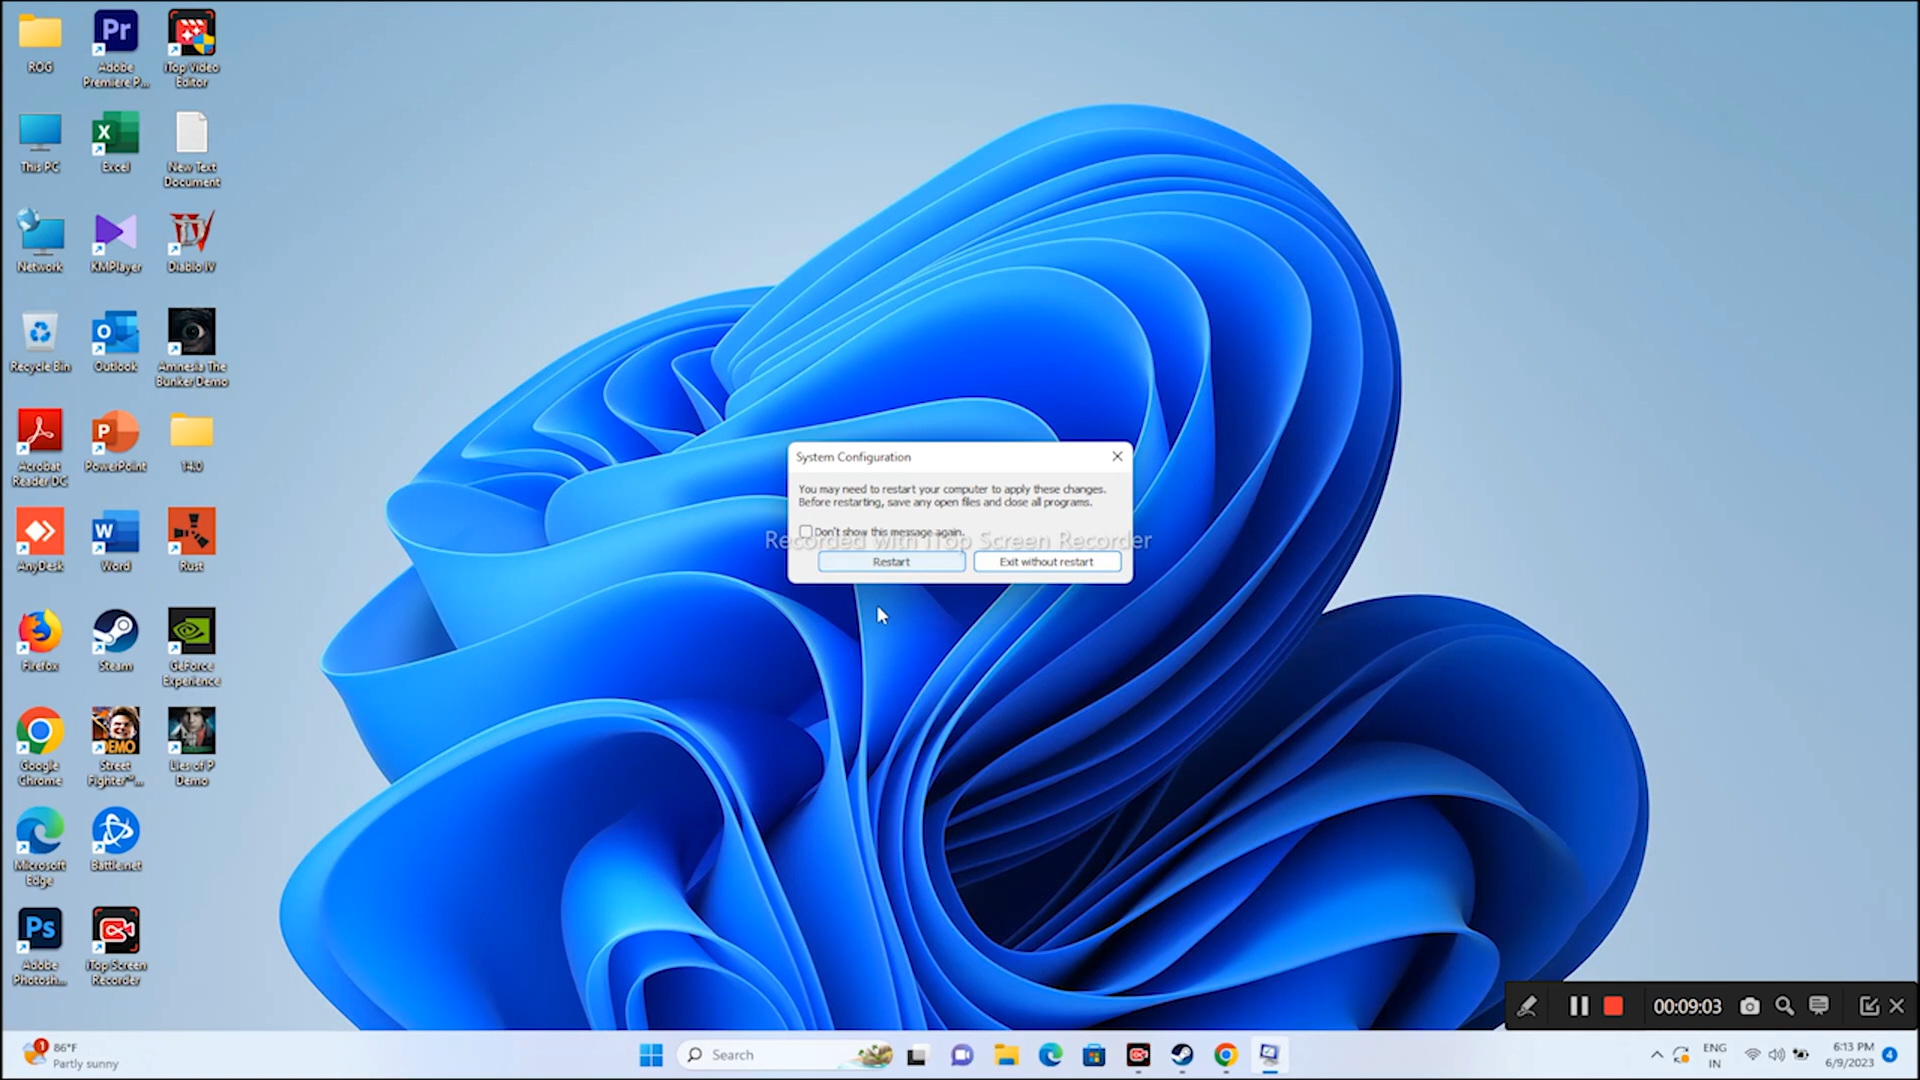 ROG
Adobe
Premiere P...
iTop Video
Editor
This PC
Excel
New Text
Document
Network
KMPlayer
Diablo IV
Recycle Bin
Outlook
Amnesia The
Bunker Demo
Acrobat
Reader DC
PowerPoint
14.0
AnyDesk
Word
Rust
Firefox
Steam
GeForce
Experience
Google
Chrome
DEMO
Street
Fighter™...
Lies of P
Demo
Microsoft
Edge
Battle.net
Adobe
Photosh...
iTop Screen
Recorder
System Configuration
You may need to restart your computer to apply these changes.
Before restarting, save any open files and close all programs.
Don't show this message again.
Recorded with iTop Screen Recorder
Restart
Exit without restart
00:09:03
1
86°F
Partly sunny
Search
ENG
IN
6:13 PM
6/9/2023
4